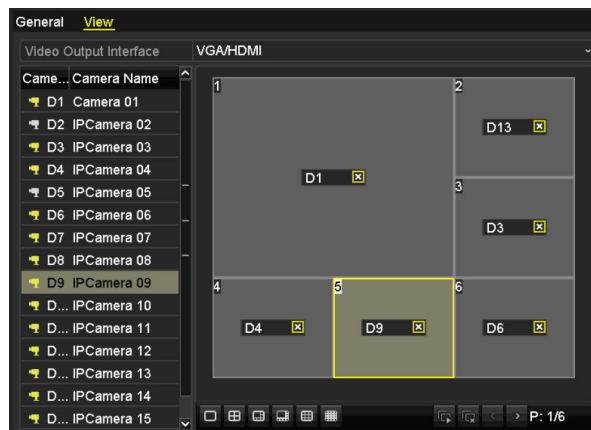 General View
Video Output Interface VGA/HDMI
Came... Camera Name
D1 Camera 01
D2 IPCamera 02
D3 IPCamera 03
D4 IPCamera 04
D5 IPCamera 05
D6 IPCamera 06
D7 IPCamera 07
D8 IPCamera 08
D9 IPCamera 09
D... IPCamera 10
D... IPCamera 11
D... IPCamera 12
D... IPCamera 13
D... IPCamera 14
D... IPCamera 15
1
D1
2
D13
3
D3
4
D4
5
D9
6
D6
P: 1/6